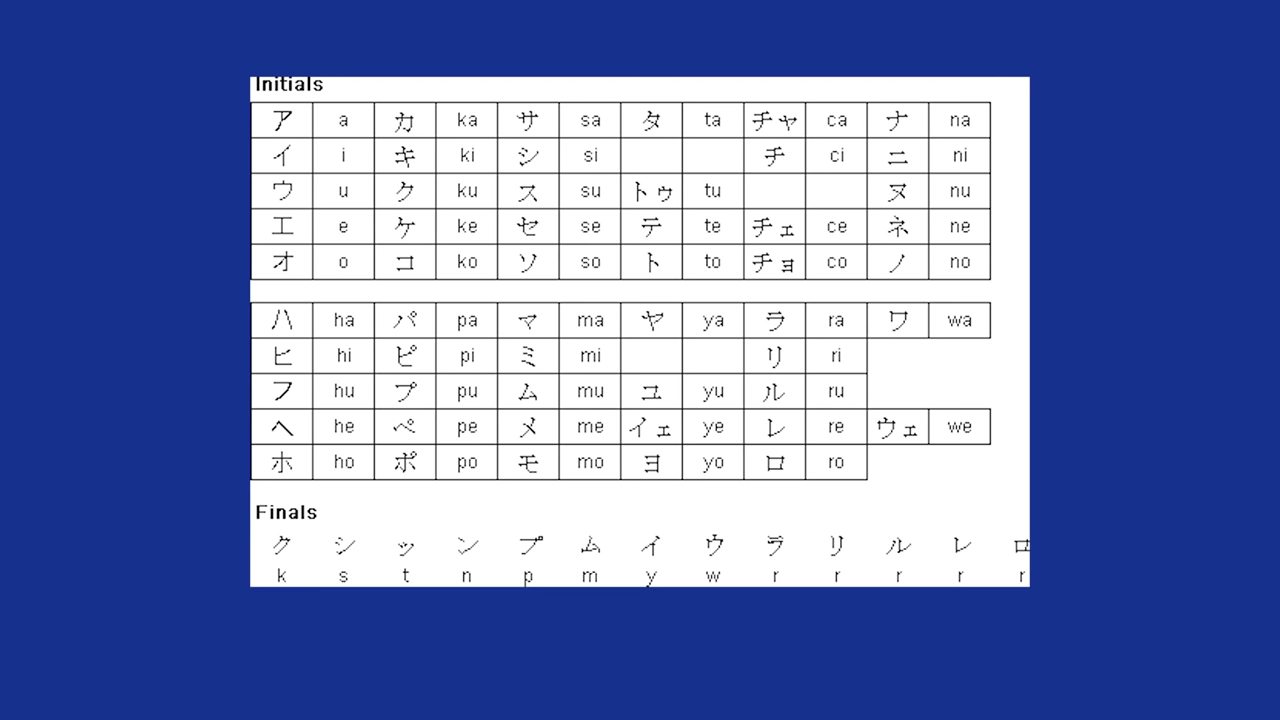 Initials
ア a カ ka サ sa タ ta チャ ca ナ na
イ i キ ki シ si チ ci ニ ni
ウ u ク ku ス su トゥ tu ヌ nu
エ e ケ ke セ se テ te チェ ce ネ ne
オ o コ ko ソ so ト to チョ co ノ no
ハ ha パ pa マ ma ヤ ya ラ ra ワ wa
ヒ hi ピ pi ミ mi リ ri
フ hu プ pu ム mu ユ yu ル ru
ヘ he ペ pe メ me イェ ye レ re ウェ we
ホ ho ポ po モ mo ヨ yo ロ ro
Finals
ク シ ッ ン プ ム イ ウ ラ リ ル レ ロ
k s t n p m y w r r r r r